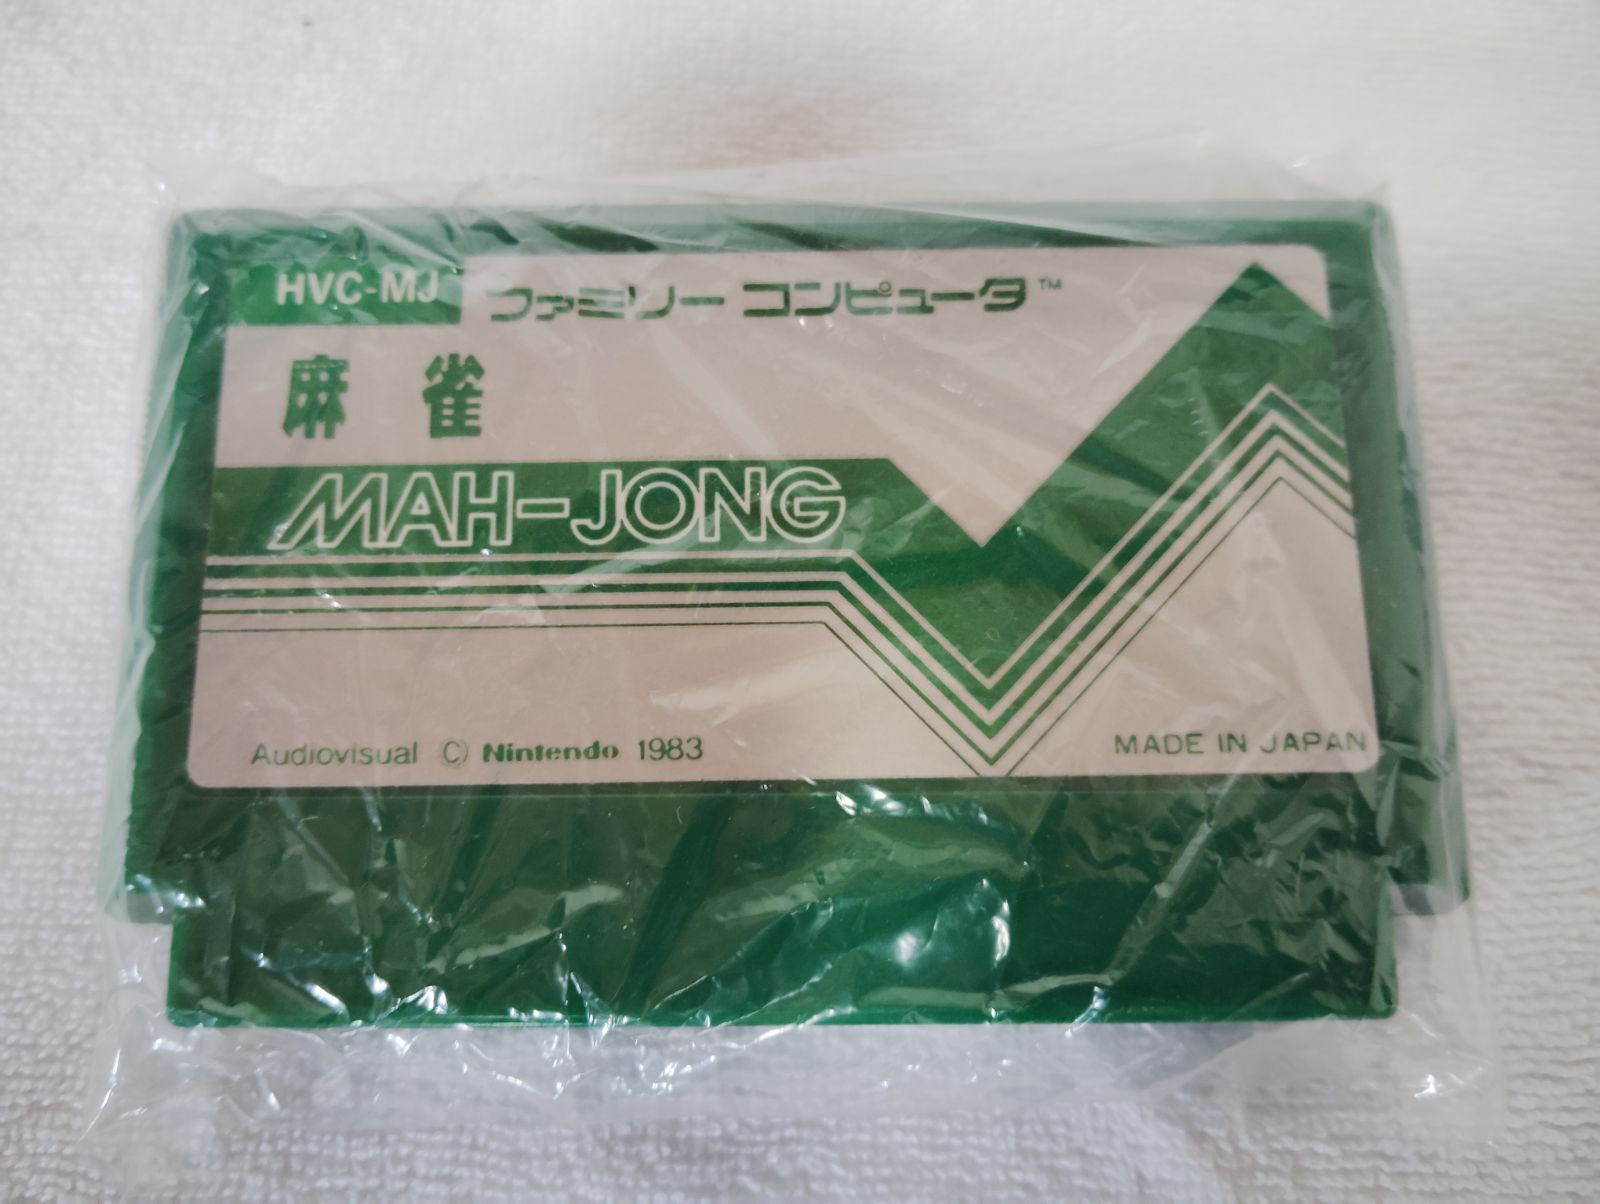 HVC-MJ
ファミリー コンピュータ™
麻雀
MAH-JONG
Audiovisual © Nintendo 1983
MADE IN JAPAN